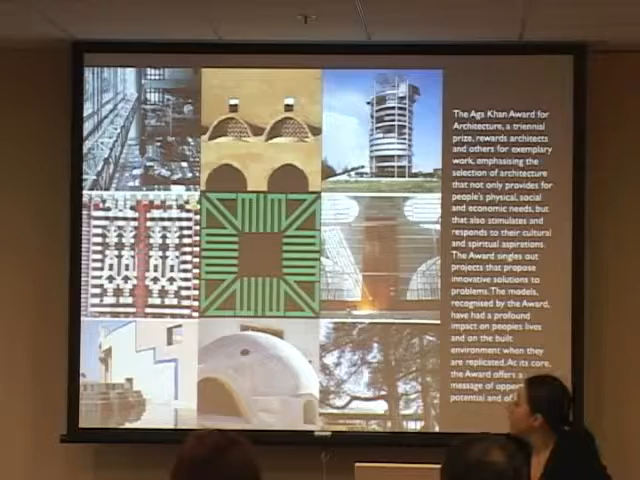 The Aga Khan Award for
Architecture, a triennial
prize, rewards architects
and others for exemplary
work, emphasising the
selection of architecture
that not only provides for
people's physical, social
and economic needs, but
that also stimulates and
responds to their cultural
and spiritual aspirations.
The Award singles out
projects that propose
innovative solutions to
problems. The models,
recognised by the Award,
have had a profound
impact on peoples lives
and on the built
environment when they
are replicated. At its core,
the Award offers a
message of
potential and of